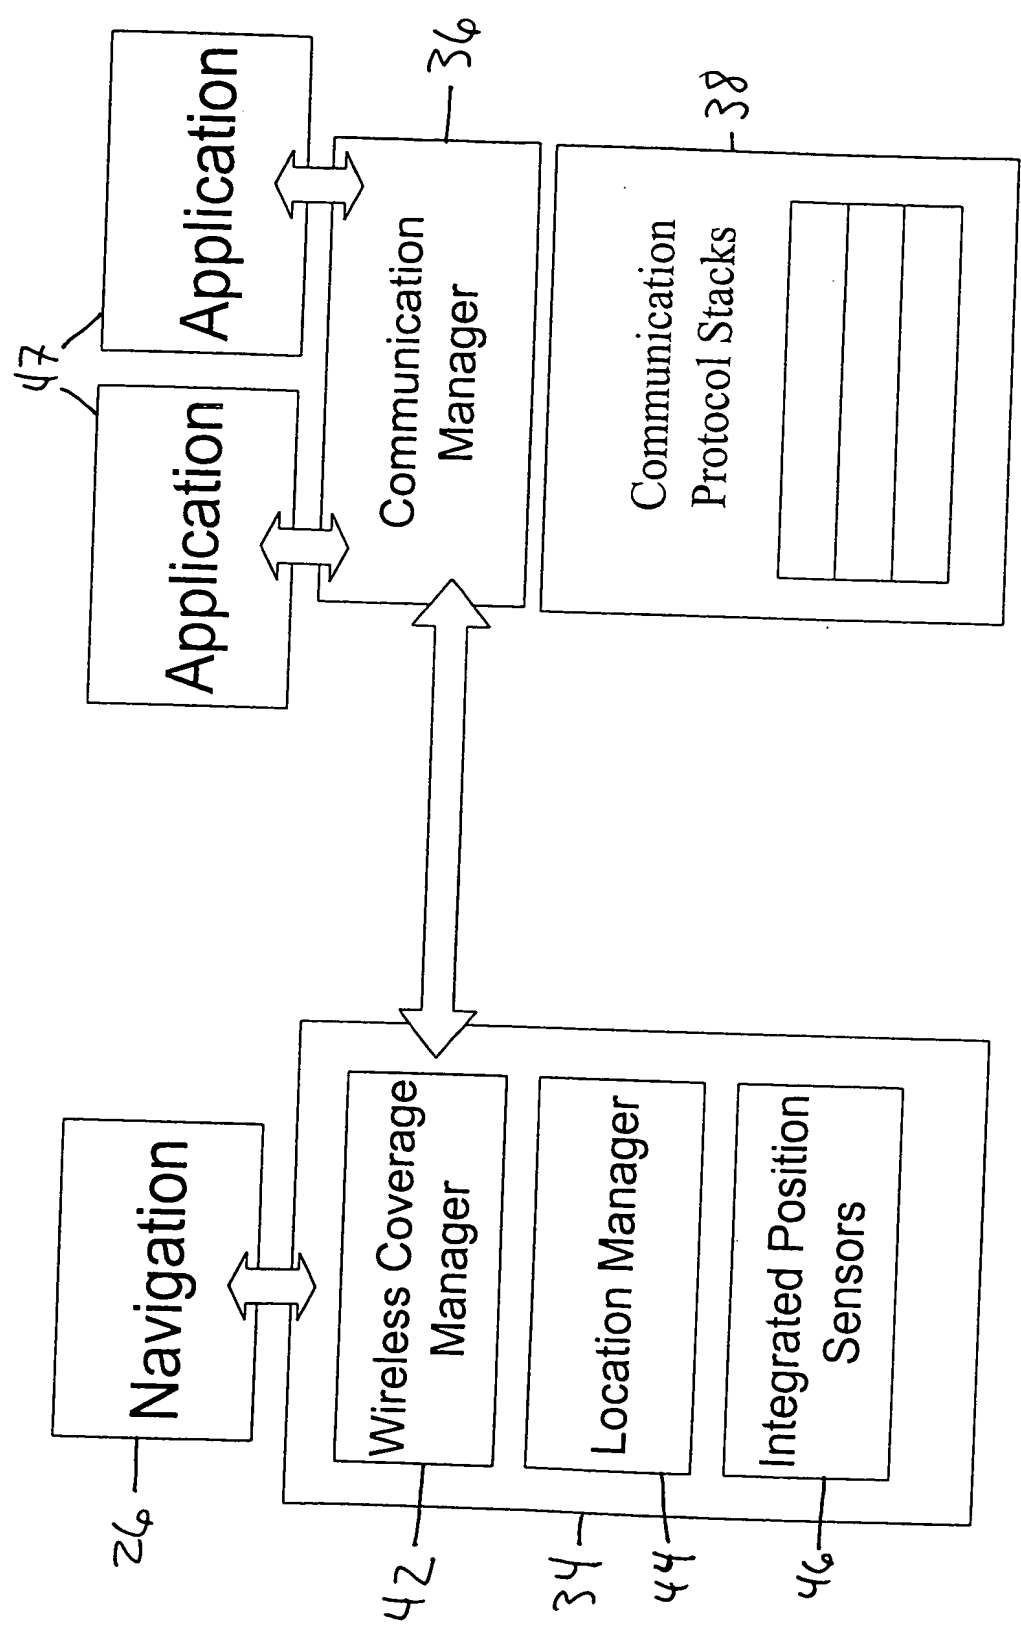 47
Application
Application
36
Communication
Manager
38
Communication
Protocol Stacks
26
Navigation
42
Wireless Coverage
Manager
34
44
Location Manager
46
Integrated Position
Sensors